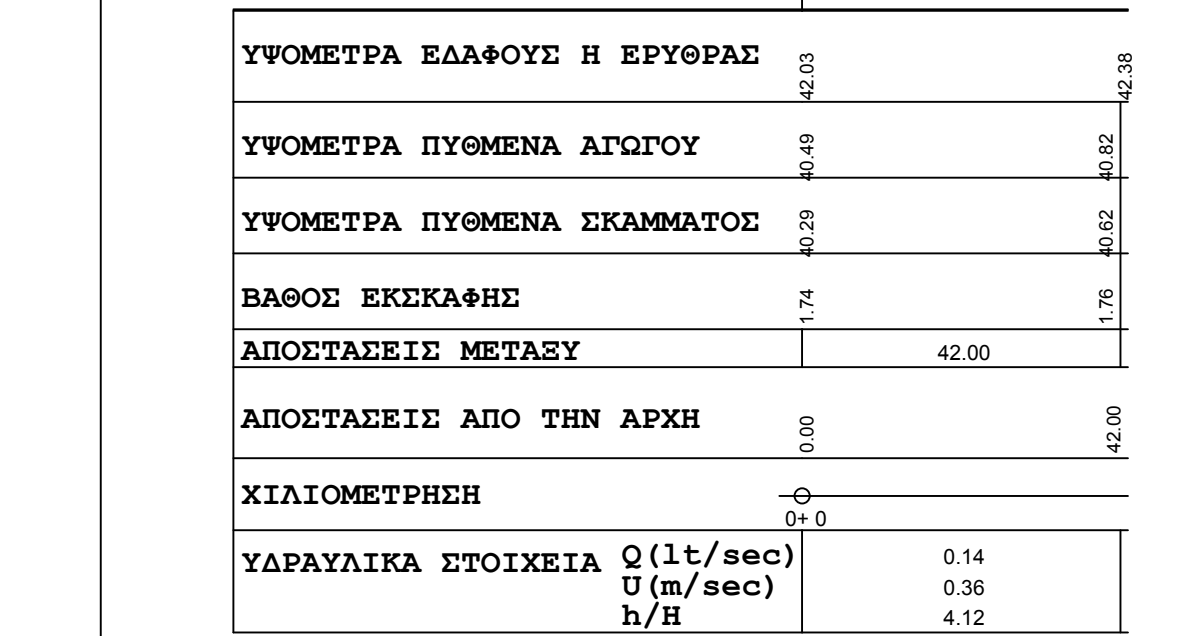 ΥΨΟΜΕΤΡΑ ΕΔΑΦΟΥΣ Η ΕΡΥΘΡΑΣ 42.03 42.38
ΥΨΟΜΕΤΡΑ ΠΥΘΜΕΝΑ ΑΓΩΓΟΥ 40.49 40.82
ΥΨΟΜΕΤΡΑ ΠΥΘΜΕΝΑ ΣΚΑΜΜΑΤΟΣ 40.29 40.62
ΒΑΘΟΣ ΕΚΣΚΑΦΗΣ 1.74 1.76
ΑΠΟΣΤΑΣΕΙΣ ΜΕΤΑΞΥ 42.00
ΑΠΟΣΤΑΣΕΙΣ ΑΠΟ ΤΗΝ ΑΡΧΗ 0.00 42.00
ΧΙΛΙΟΜΕΤΡΗΣΗ
0+ 0
ΥΔΡΑΥΛΙΚΑ ΣΤΟΙΧΕΙΑ Q(lt/sec) 0.14
U(m/sec) 0.36
h/H 4.12